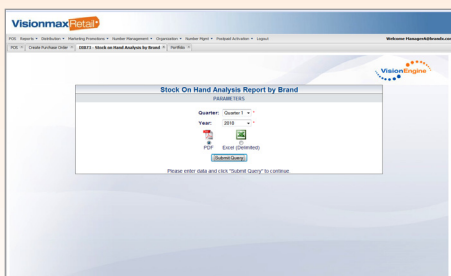 Visionmax Retail+
POS Reports Distribution Marketing Promotions Number Management Organization Number Mgmt Postpaid Activation Logout
POS Create Purchase Order DIS73 - Stock on Hand Analysis by Brand Portfolio
VisionEngine
Stock On Hand Analysis Report by Brand
PARAMETERS
Quarter: Quarter 1 *
Year: 2010 *
PDF Excel (Delimited)
Submit Query
Please enter data and click "Submit Query" to continue